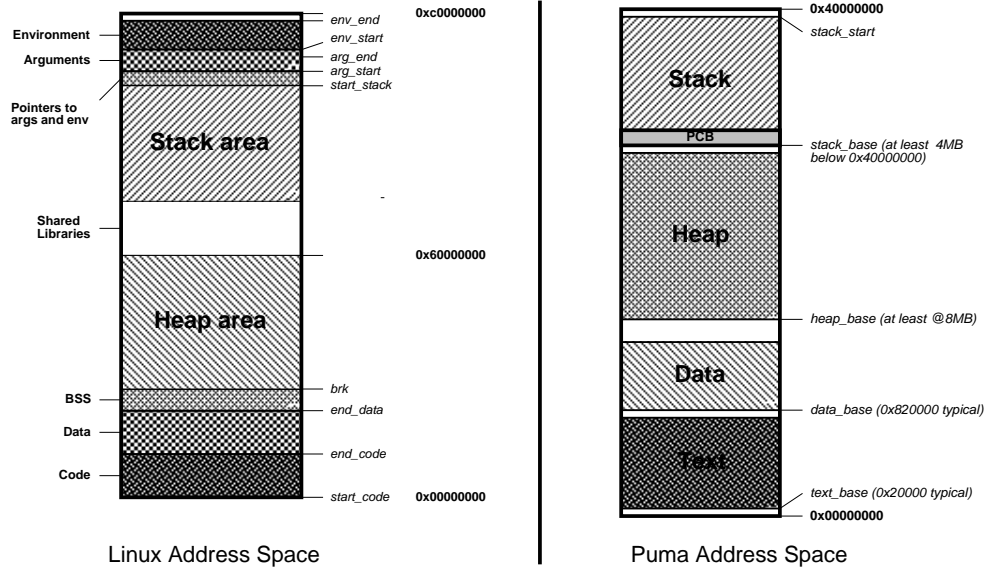 0xc0000000
env_end
Environment
env_start
Arguments
arg_end
arg_start
start_stack
Pointers to
args and env
Stack area
-
Shared
Libraries
0x60000000
Heap area
brk
BSS
end_data
Data
end_code
Code
start_code
0x00000000
Linux Address Space
0x40000000
stack_start
Stack
PCB
stack_base (at least 4MB
below 0x40000000)
Heap
heap_base (at least @8MB)
Data
data_base (0x820000 typical)
Text
text_base (0x20000 typical)
0x00000000
Puma Address Space